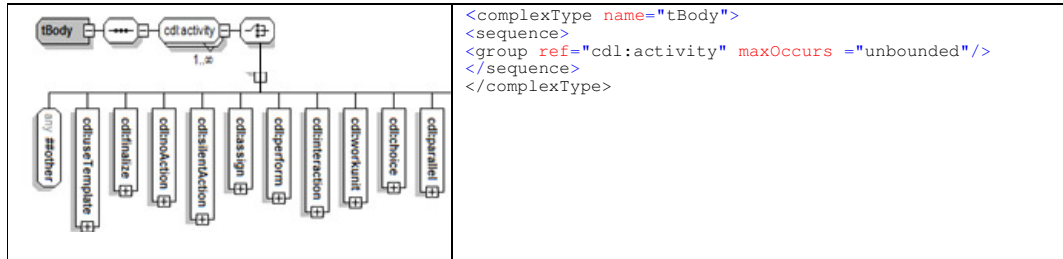 tBody
cdl:activity
1..∞
any ##other
cdl:useTemplate
cdl:finalize
cdl:noAction
cdl:silentAction
cdl:assign
cdl:perform
cdl:interaction
cdl:workunit
cdl:choice
cdl:parallel
<complexType name="tBody">
<sequence>
<group ref="cdl:activity" maxOccurs ="unbounded"/>
</sequence>
</complexType>